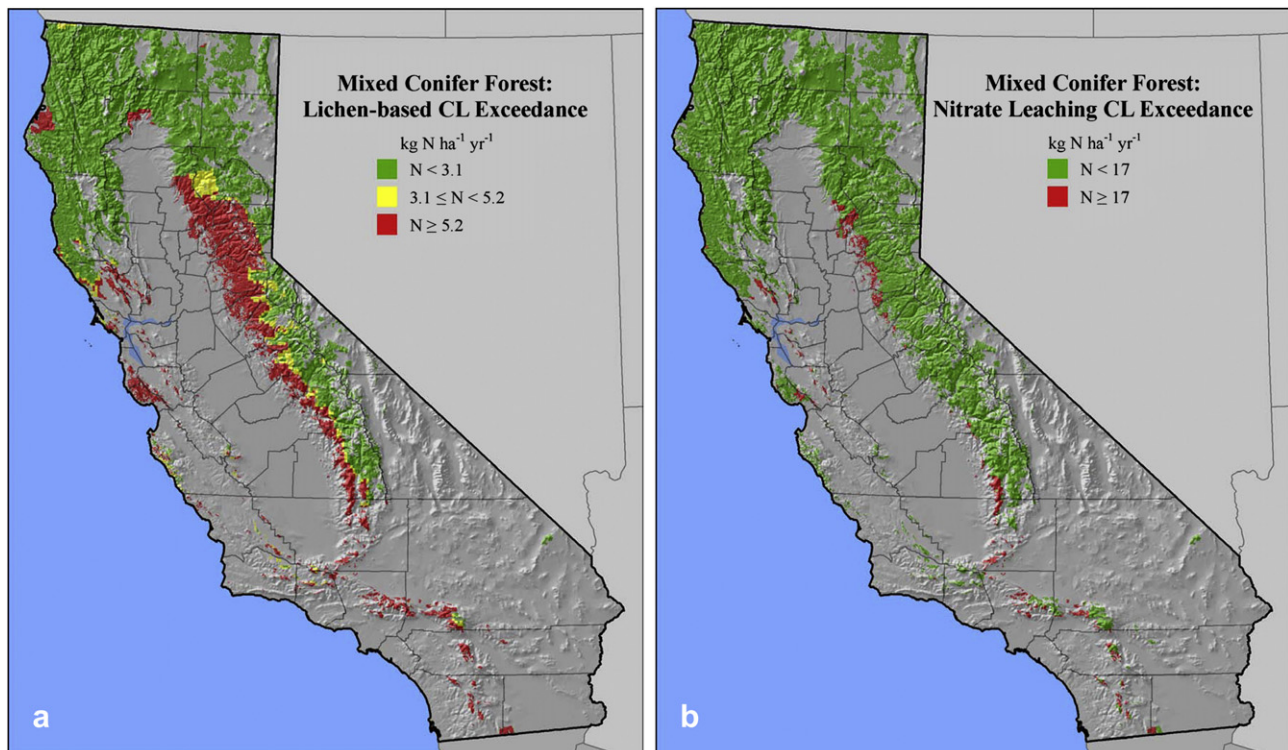 Mixed Conifer Forest:
Lichen-based CL Exceedance
kg N ha⁻¹ yr⁻¹
N < 3.1
3.1 ≤ N < 5.2
N ≥ 5.2
a
Mixed Conifer Forest:
Nitrate Leaching CL Exceedance
kg N ha⁻¹ yr⁻¹
N < 17
N ≥ 17
b